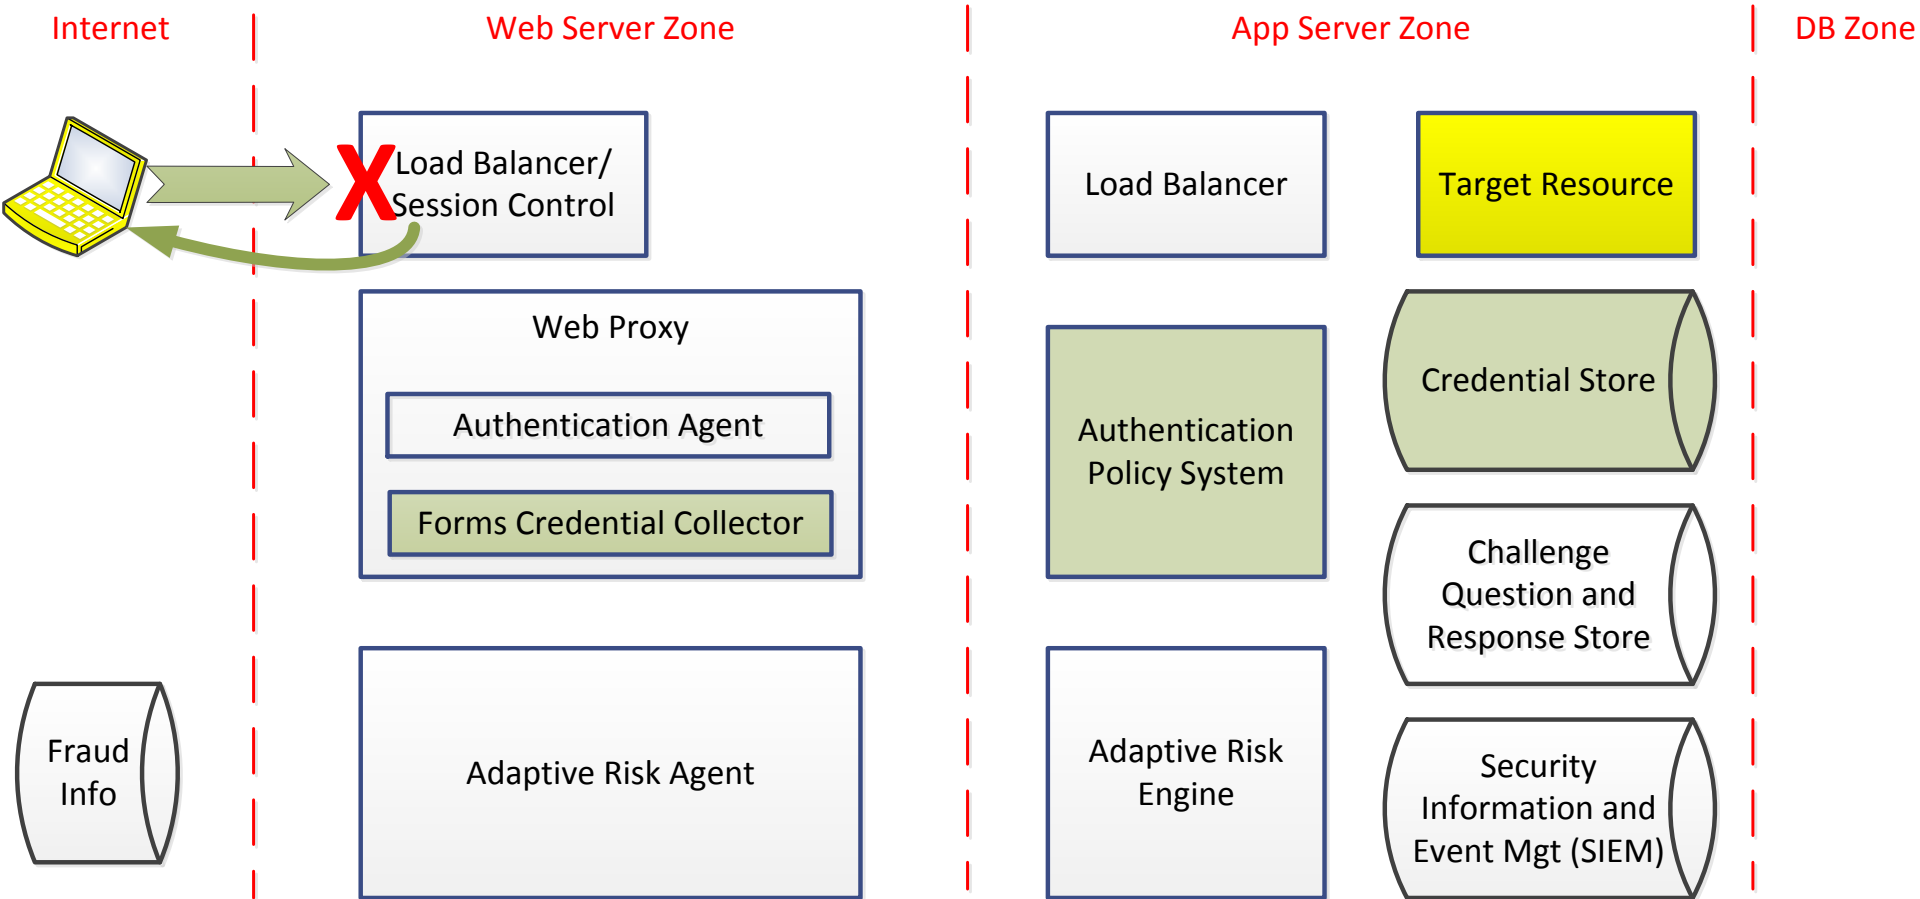 Internet
Web Server Zone
App Server Zone
DB Zone
X
Load Balancer/
Session Control
Load Balancer
Target Resource
Web Proxy
Authentication Agent
Forms Credential Collector
Authentication
Policy System
Credential Store
Challenge
Question and
Response Store
Fraud
Info
Adaptive Risk Agent
Adaptive Risk
Engine
Security
Information and
Event Mgt (SIEM)